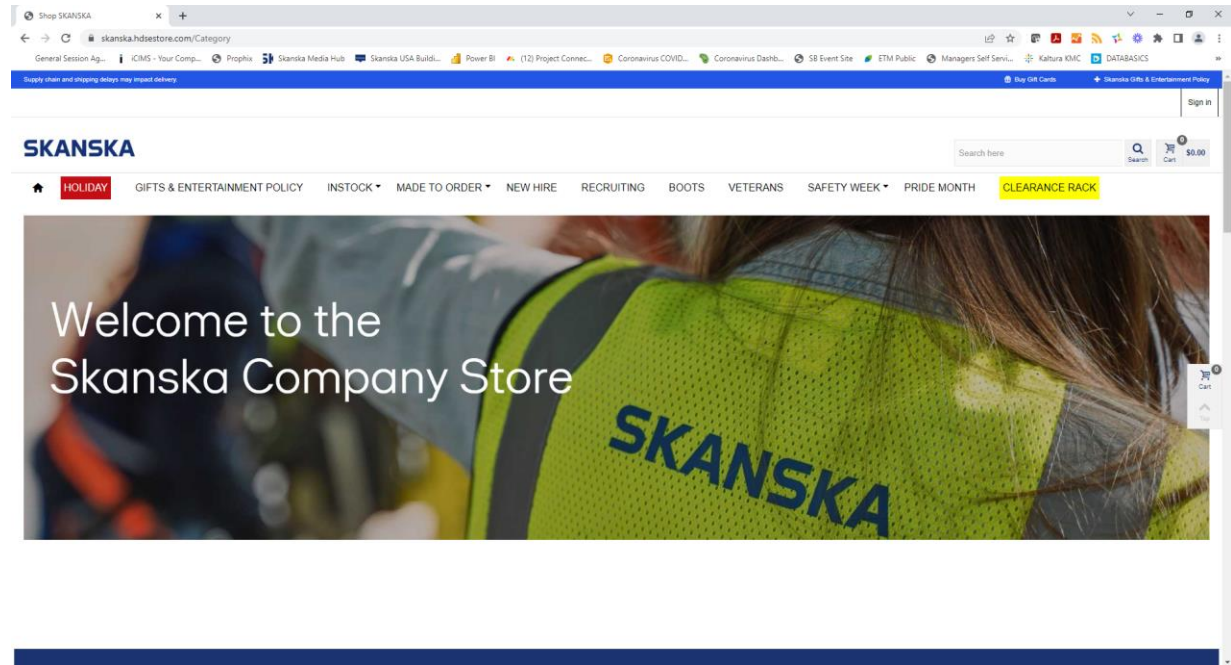 Shop SKANSKA
skanska.hdsestore.com/Category
General Session Ag... iCIMS - Your Comp... Prophix Skanska Media Hub Skanska USA Buildi... Power BI (12) Project Connec... Coronavirus COVID... Coronavirus Dashb... SB Event Site ETM Public Managers Self Servi... Kaltura KMC DATABASICS
Supply chain and shipping delays may impact delivery. Buy Gift Cards Skanska Gifts & Entertainment Policy
Sign in
SKANSKA
Search here Search 0 Cart $0.00
HOLIDAY GIFTS & ENTERTAINMENT POLICY INSTOCK MADE TO ORDER NEW HIRE RECRUITING BOOTS VETERANS SAFETY WEEK PRIDE MONTH CLEARANCE RACK
Welcome to the
Skanska Company Store
SKANSKA
0
Cart
Top